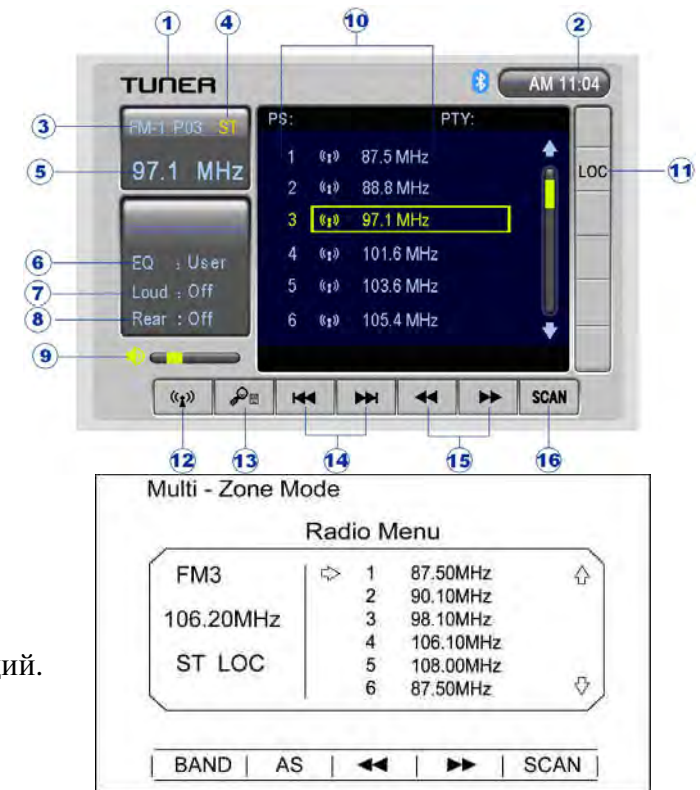 1 4 10 2
TUNER AM 11:04
3 FM-1 P03 ST PS: PTY:
5 97.1 MHz 1 87.5 MHz LOC 11
2 88.8 MHz
3 97.1 MHz
6 EQ : User 4 101.6 MHz
7 Loud : Off 5 103.6 MHz
8 Rear : Off 6 105.4 MHz
9
SCAN
12 13 14 15 16
Multi - Zone Mode
Radio Menu
FM3 1 87.50MHz
2 90.10MHz
106.20MHz 3 98.10MHz
4 106.10MHz
ST LOC 5 108.00MHz
6 87.50MHz
ций.
BAND AS SCAN